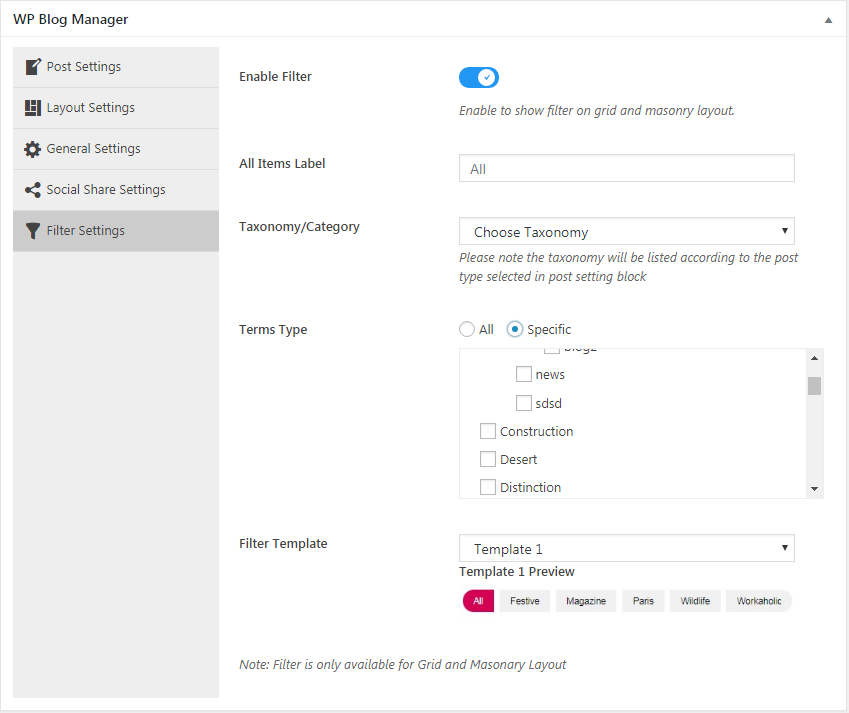 WP Blog Manager
Post Settings
Layout Settings
General Settings
Social Share Settings
Filter Settings
Enable Filter
Enable to show filter on grid and masonry layout.
All Items Label
All
Taxonomy/Category
Choose Taxonomy
Please note the taxonomy will be listed according to the post
type selected in post setting block
Terms Type
All Specific
blog2
news
sdsd
Construction
Desert
Distinction
Filter Template
Template 1
Template 1 Preview
All Festive Magazine Paris Wildlife Workaholic
Note: Filter is only available for Grid and Masonary Layout